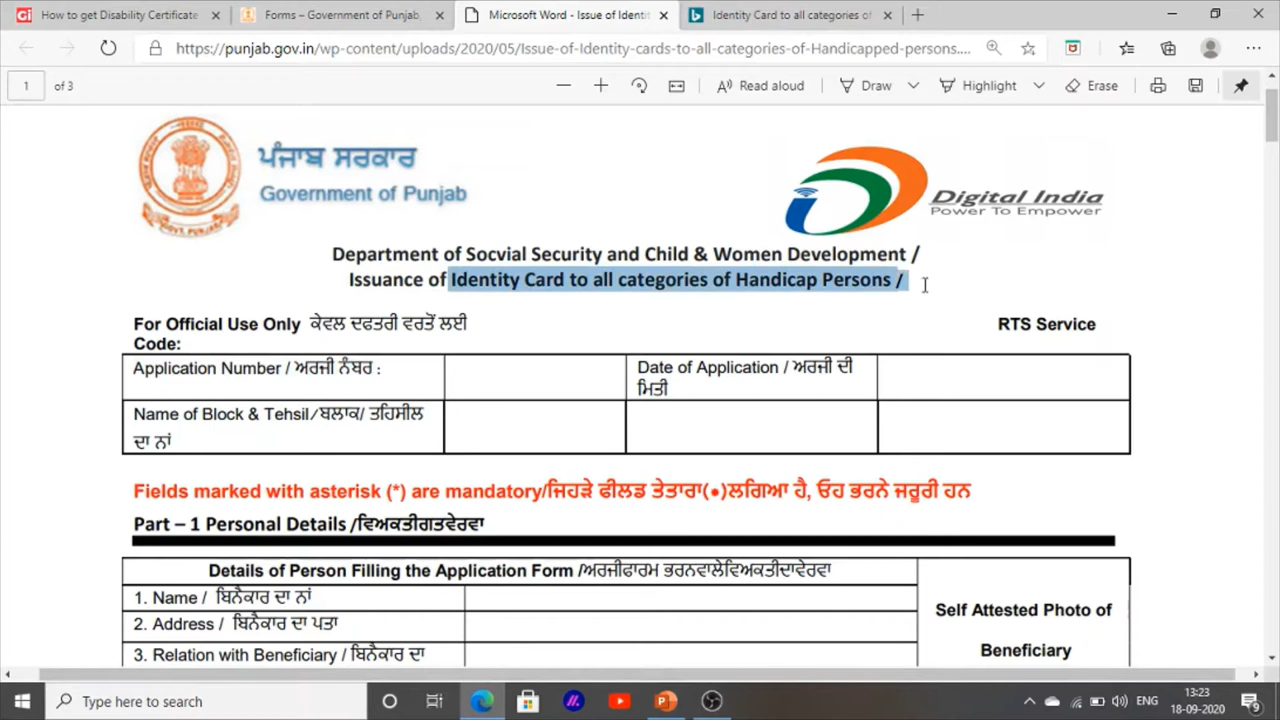 How to get Disability Certificate
Forms – Government of Punjab,
Microsoft Word - Issue of Identi
Identity Card to all categories of
https://punjab.gov.in/wp-content/uploads/2020/05/Issue-of-Identity-cards-to-all-categories-of-Handicapped-persons....
1 of 3
Read aloud
Draw
Highlight
Erase
ਪੰਜਾਬ ਸਰਕਾਰ
Government of Punjab
Digital India
Power To Empower
Department of Socvial Security and Child & Women Development /
Issuance of Identity Card to all categories of Handicap Persons /
For Official Use Only ਕੇਵਲ ਦਫਤਰੀ ਵਰਤੋਂ ਲਈ
RTS Service
Code:
Application Number / ਅਰਜੀ ਨੰਬਰ :
Date of Application / ਅਰਜੀ ਦੀ
ਮਿਤੀ
Name of Block & Tehsil/ਬਲਾਕ/ ਤਹਿਸੀਲ
ਦਾ ਨਾਂ
Fields marked with asterisk (*) are mandatory/ਜਿਹੜੇ ਫੀਲਡ ਤੇਤਾਰਾ(•)ਲਗਿਆ ਹੈ, ਓਹ ਭਰਨੇ ਜਰੂਰੀ ਹਨ
Part – 1 Personal Details /ਵਿਅਕਤੀਗਤਵੇਰਵਾ
Details of Person Filling the Application Form /ਅਰਜੀਫਾਰਮ ਭਰਨਵਾਲੇਵਿਅਕਤੀਦਾਵੇਰਵਾ
1. Name / ਬਿਨੈਕਾਰ ਦਾ ਨਾਂ
2. Address / ਬਿਨੈਕਾਰ ਦਾ ਪਤਾ
3. Relation with Beneficiary / ਬਿਨੈਕਾਰ ਦਾ
Self Attested Photo of
Beneficiary
Type here to search
ENG
13:23
18-09-2020
9